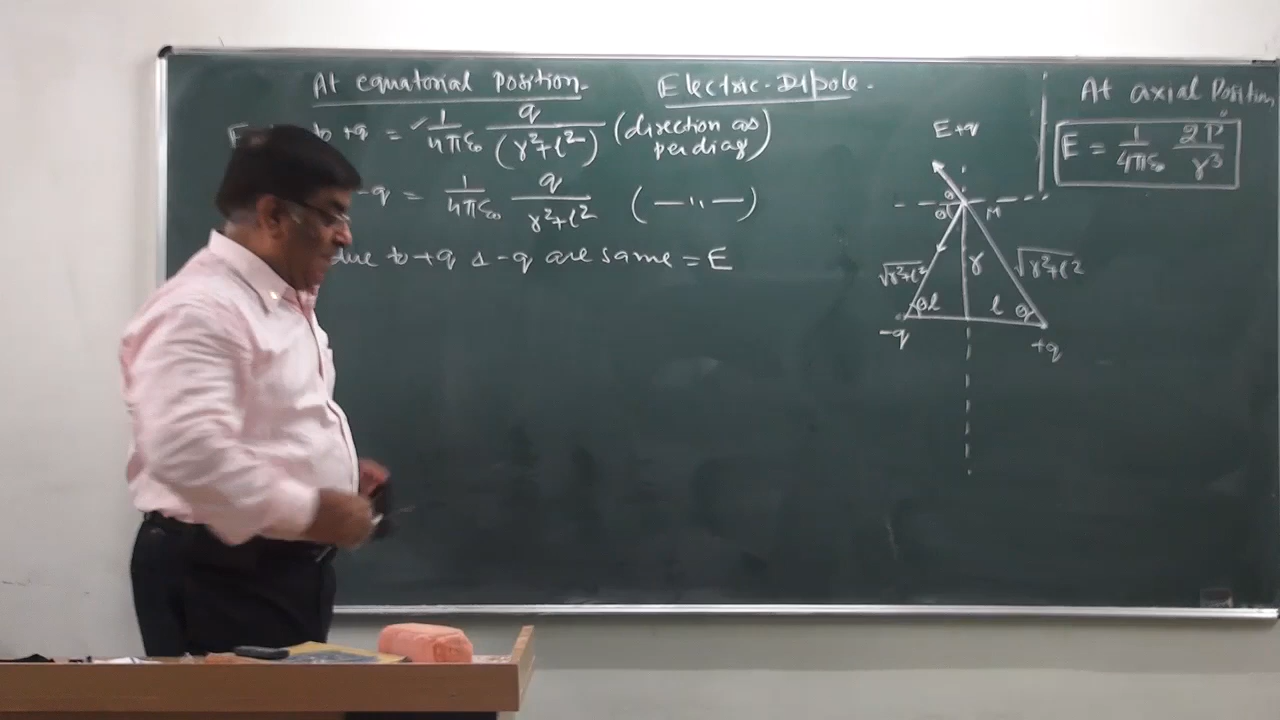 At equatorial Position.
Electric-Dipole.
At axial Position
E = 1/4πε₀ 2P/r³
to +q = 1/4πε₀ q/(r²+l²) (direction as per diag)
-q = 1/4πε₀ q/r²+l² (—"—)
due to +q & -q are same = E
E+q
θ
θ
M
√r²+l²
r
√r²+l²
θ
l
l
θ
-q
+q